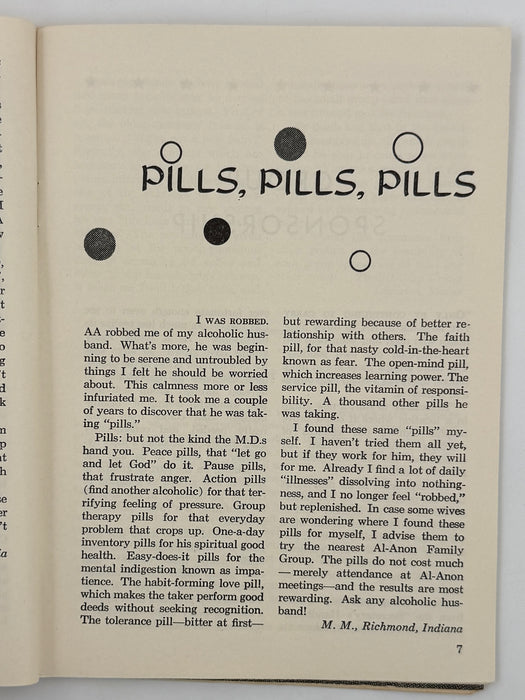 PILLS, PILLS, PILLS
I WAS ROBBED.
AA robbed me of my alcoholic hus-
band. What's more, he was begin-
ning to be serene and untroubled by
things I felt he should be worried
about. This calmness more or less
infuriated me. It took me a couple
of years to discover that he was tak-
ing “pills.”
Pills: but not the kind the M.D.s
hand you. Peace pills, that “let go
and let God” do it. Pause pills,
that frustrate anger. Action pills
(find another alcoholic) for that ter-
rifying feeling of pressure. Group
therapy pills for that everyday
problem that crops up. One-a-day
inventory pills for his spiritual good
health. Easy-does-it pills for the
mental indigestion known as impa-
tience. The habit-forming love pill,
which makes the taker perform good
deeds without seeking recognition.
The tolerance pill—bitter at first—
but rewarding because of better re-
lationship with others. The faith
pill, for that nasty cold-in-the-heart
known as fear. The open-mind pill,
which increases learning power. The
service pill, the vitamin of responsi-
bility. A thousand other pills he
was taking.
I found these same “pills” my-
self. I haven't tried them all yet,
but if they work for him, they will
for me. Already I find a lot of daily
“illnesses” dissolving into nothing-
ness, and I no longer feel “robbed,”
but replenished. In case some wives
are wondering where I found these
pills for myself, I advise them to
try the nearest Al-Anon Family
Group. The pills do not cost much
—merely attendance at Al-Anon
meetings—and the results are most
rewarding. Ask any alcoholic hus-
band!
M. M., Richmond, Indiana
7